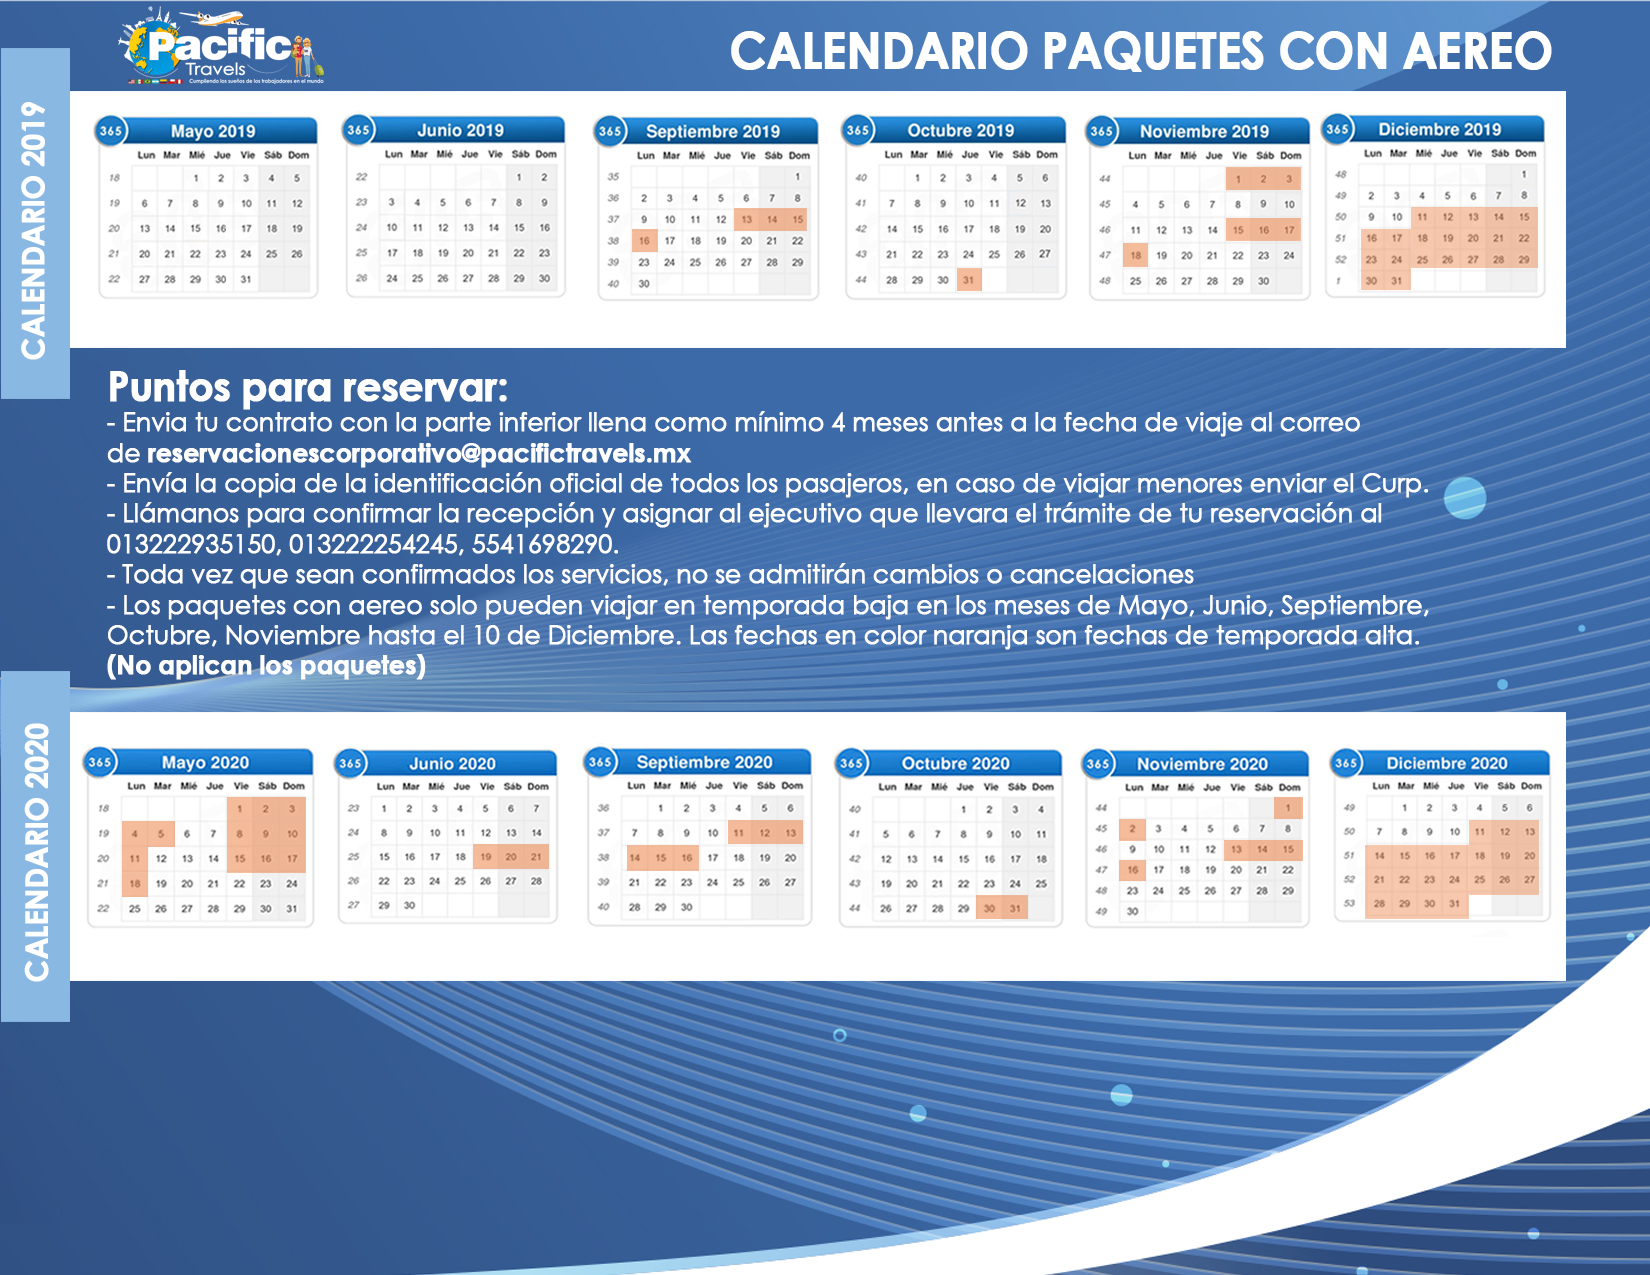 Pacific
Travels
Cumpliendo los sueños de los trabajadores en el mundo
CALENDARIO PAQUETES CON AEREO
CALENDARIO 2019
365 Mayo 2019
Lun Mar Mié Jue Vie Sáb Dom
18 1 2 3 4 5
19 6 7 8 9 10 11 12
20 13 14 15 16 17 18 19
21 20 21 22 23 24 25 26
22 27 28 29 30 31
365 Junio 2019
Lun Mar Mié Jue Vie Sáb Dom
22 1 2
23 3 4 5 6 7 8 9
24 10 11 12 13 14 15 16
25 17 18 19 20 21 22 23
26 24 25 26 27 28 29 30
365 Septiembre 2019
Lun Mar Mié Jue Vie Sáb Dom
35 1
36 2 3 4 5 6 7 8
37 9 10 11 12 13 14 15
38 16 17 18 19 20 21 22
39 23 24 25 26 27 28 29
40 30
365 Octubre 2019
Lun Mar Mié Jue Vie Sáb Dom
40 1 2 3 4 5 6
41 7 8 9 10 11 12 13
42 14 15 16 17 18 19 20
43 21 22 23 24 25 26 27
44 28 29 30 31
365 Noviembre 2019
Lun Mar Mié Jue Vie Sáb Dom
44 1 2 3
45 4 5 6 7 8 9 10
46 11 12 13 14 15 16 17
47 18 19 20 21 22 23 24
48 25 26 27 28 29 30
365 Diciembre 2019
Lun Mar Mié Jue Vie Sáb Dom
48 1
49 2 3 4 5 6 7 8
50 9 10 11 12 13 14 15
51 16 17 18 19 20 21 22
52 23 24 25 26 27 28 29
1 30 31
Puntos para reservar:
- Envia tu contrato con la parte inferior llena como mínimo 4 meses antes a la fecha de viaje al correo
de reservacionescorporativo@pacifictravels.mx
- Envía la copia de la identificación oficial de todos los pasajeros, en caso de viajar menores enviar el Curp.
- Llámanos para confirmar la recepción y asignar al ejecutivo que llevara el trámite de tu reservación al
013222935150, 013222254245, 5541698290.
- Toda vez que sean confirmados los servicios, no se admitirán cambios o cancelaciones
- Los paquetes con aereo solo pueden viajar en temporada baja en los meses de Mayo, Junio, Septiembre,
Octubre, Noviembre hasta el 10 de Diciembre. Las fechas en color naranja son fechas de temporada alta.
(No aplican los paquetes)
CALENDARIO 2020
365 Mayo 2020
Lun Mar Mié Jue Vie Sáb Dom
18 1 2 3
19 4 5 6 7 8 9 10
20 11 12 13 14 15 16 17
21 18 19 20 21 22 23 24
22 25 26 27 28 29 30 31
365 Junio 2020
Lun Mar Mié Jue Vie Sáb Dom
23 1 2 3 4 5 6 7
24 8 9 10 11 12 13 14
25 15 16 17 18 19 20 21
26 22 23 24 25 26 27 28
27 29 30
365 Septiembre 2020
Lun Mar Mié Jue Vie Sáb Dom
36 1 2 3 4 5 6
37 7 8 9 10 11 12 13
38 14 15 16 17 18 19 20
39 21 22 23 24 25 26 27
40 28 29 30
365 Octubre 2020
Lun Mar Mié Jue Vie Sáb Dom
40 1 2 3 4
41 5 6 7 8 9 10 11
42 12 13 14 15 16 17 18
43 19 20 21 22 23 24 25
44 26 27 28 29 30 31
365 Noviembre 2020
Lun Mar Mié Jue Vie Sáb Dom
44 1
45 2 3 4 5 6 7 8
46 9 10 11 12 13 14 15
47 16 17 18 19 20 21 22
48 23 24 25 26 27 28 29
49 30
365 Diciembre 2020
Lun Mar Mié Jue Vie Sáb Dom
49 1 2 3 4 5 6
50 7 8 9 10 11 12 13
51 14 15 16 17 18 19 20
52 21 22 23 24 25 26 27
53 28 29 30 31